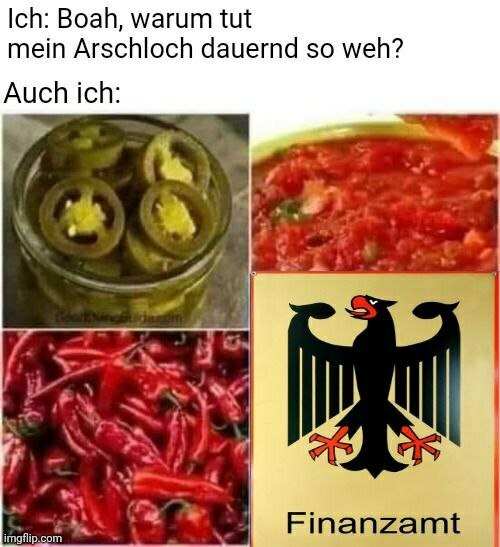 Ich: Boah, warum tut
mein Arschloch dauernd so weh?
Auch ich:
Finanzamt
imgflip.com